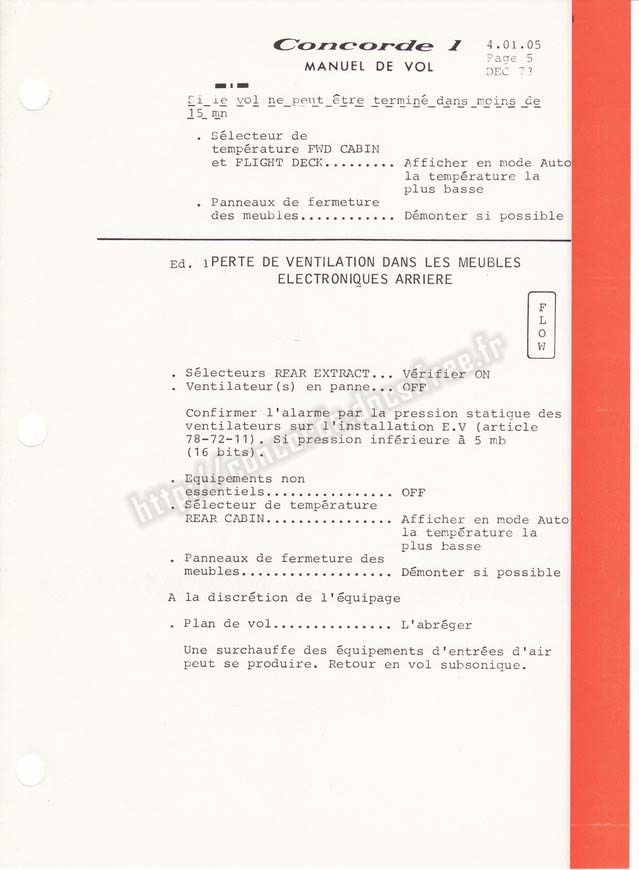 Concorde 1
MANUEL DE VOL
4.01.05
Page 5
DEC 73
Si le vol ne peut être terminé dans moins de
15 mn
. Sélecteur de
température FWD CABIN
et FLIGHT DECK......... Afficher en mode Auto
la température la
plus basse
. Panneaux de fermeture
des meubles............ Démonter si possible
Ed. 1 PERTE DE VENTILATION DANS LES MEUBLES
ELECTRONIQUES ARRIERE
F
L
O
W
. Sélecteurs REAR EXTRACT... Vérifier ON
. Ventilateur(s) en panne... OFF
Confirmer l'alarme par la pression statique des
ventilateurs sur l'installation E.V (article
78-72-11). Si pression inférieure à 5 mb
(16 bits).
. Equipements non
essentiels................ OFF
. Sélecteur de température
REAR CABIN................ Afficher en mode Auto
la température la
plus basse
. Panneaux de fermeture des
meubles................... Démonter si possible
A la discrétion de l'équipage
. Plan de vol............... L'abréger
Une surchauffe des équipements d'entrées d'air
peut se produire. Retour en vol subsonique.
http://concordedocs.free.fr